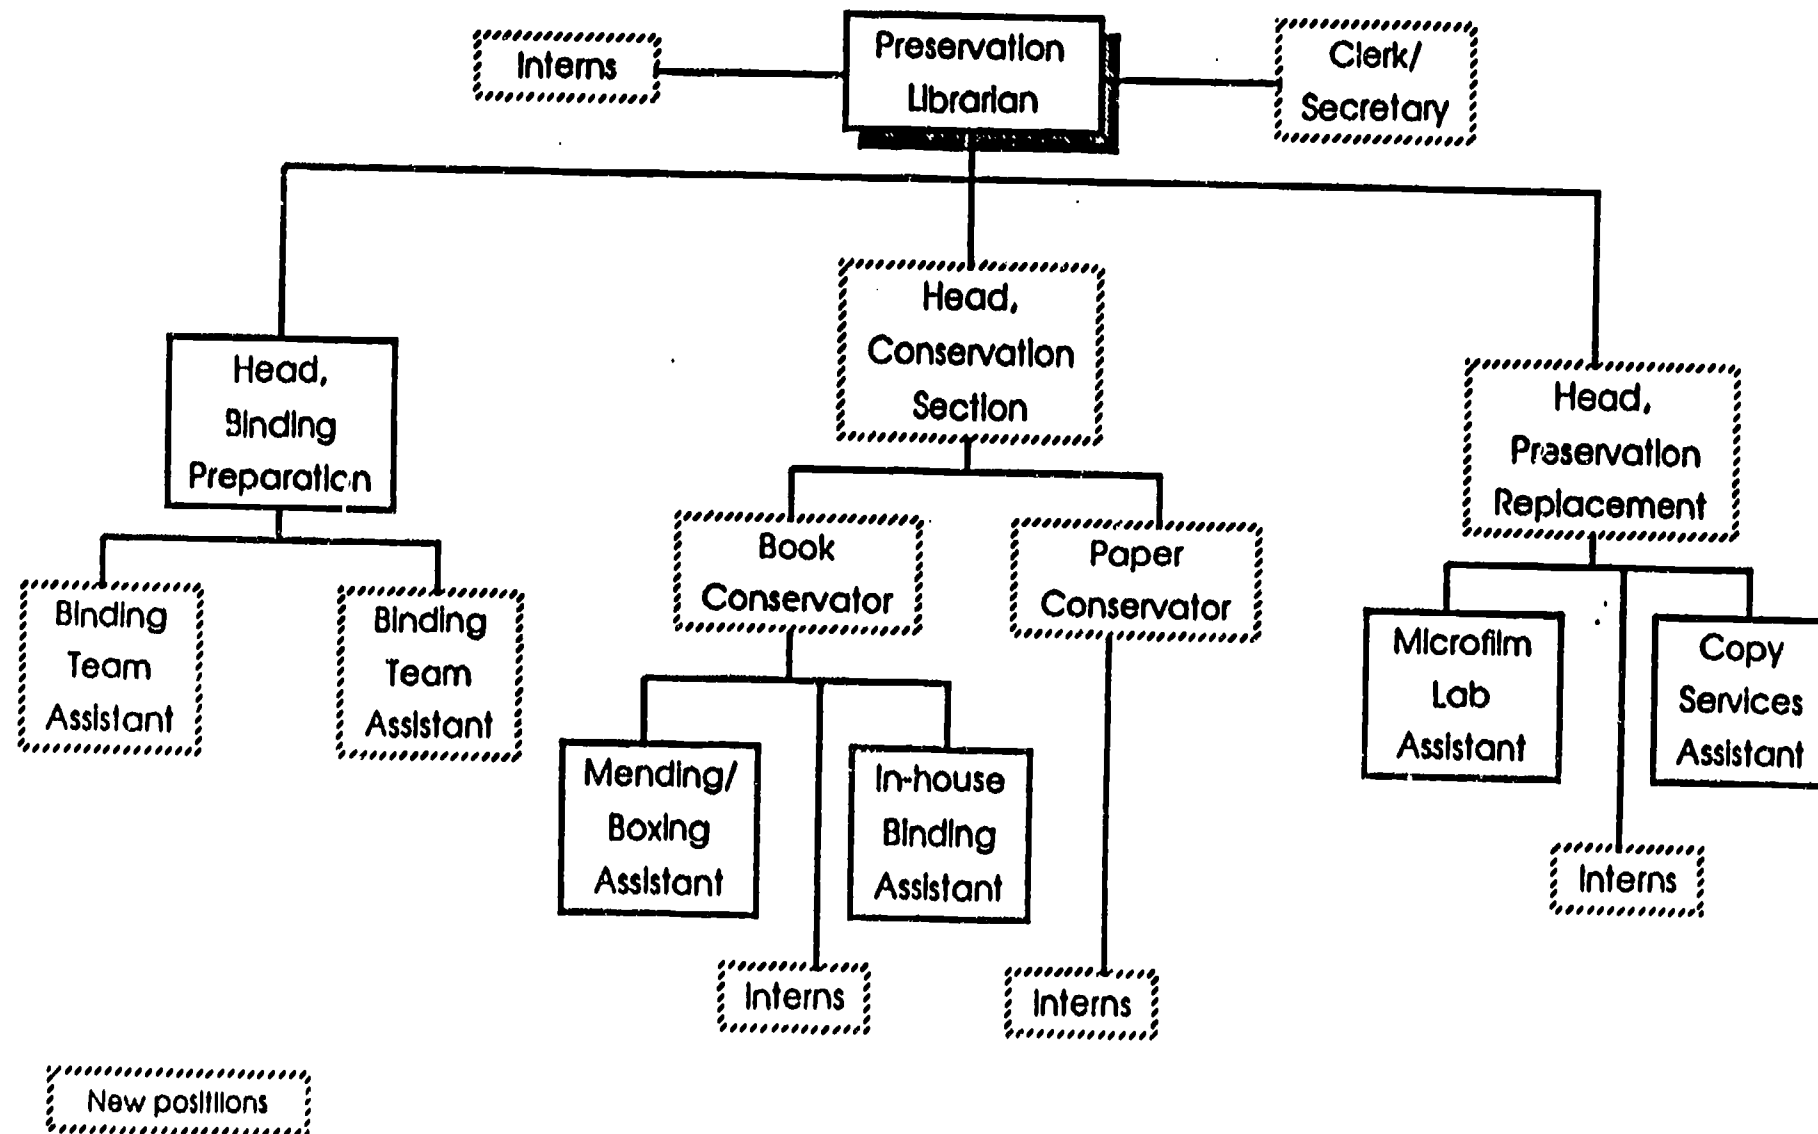 Interns
Preservation
Librarian
Clerk/
Secretary
Head,
Binding
Preparation
Head,
Conservation
Section
Head,
Preservation
Replacement
Binding
Team
Assistant
Binding
Team
Assistant
Book
Conservator
Paper
Conservator
Microfilm
Lab
Assistant
Copy
Services
Assistant
Mending/
Boxing
Assistant
In-house
Binding
Assistant
Interns
Interns
Interns
New positions